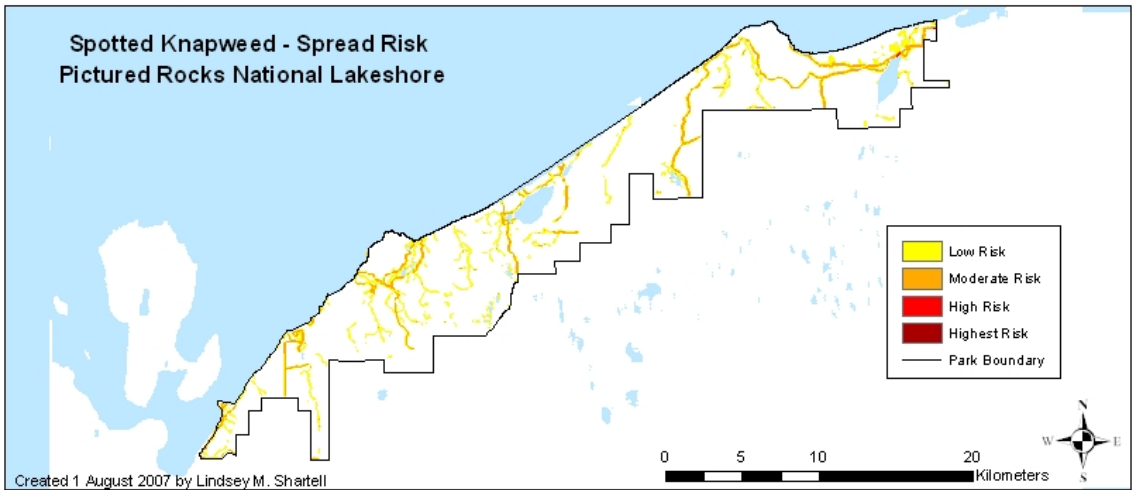 Spotted Knapweed - Spread Risk
Pictured Rocks National Lakeshore
Low Risk
Moderate Risk
High Risk
Highest Risk
Park Boundary
N
W E
S
0 5 10 20
Kilometers
Created 1 August 2007 by Lindsey M. Shartell